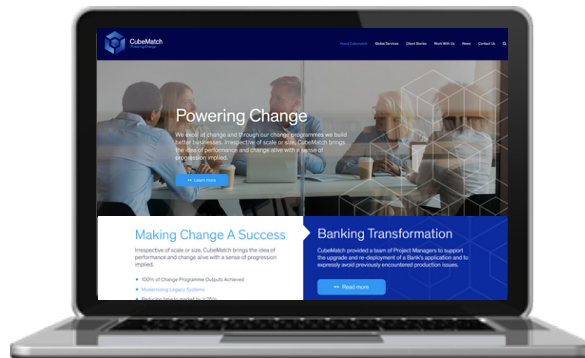 CubeMatch
Powering Change
About Cubematch Global Services Client Stories Work With Us News Contact Us
Powering Change
We excel at change and through our change programmes we build
better businesses. Irrespective of scale or size, CubeMatch brings
the idea of performance and change alive with a sense of
progression implied.
Learn more
Making Change A Success
Irrespective of scale or size, CubeMatch brings the idea of
performance and change alive with a sense of progression
implied.
100% of Change Programme Outputs Achieved
Modernising Legacy Systems
Reducing time to market by
Banking Transformation
CubeMatch provided a team of Project Managers to support
the upgrade and re-deployment of a Bank's application and to
expressly avoid previously encountered production issues.
Read more